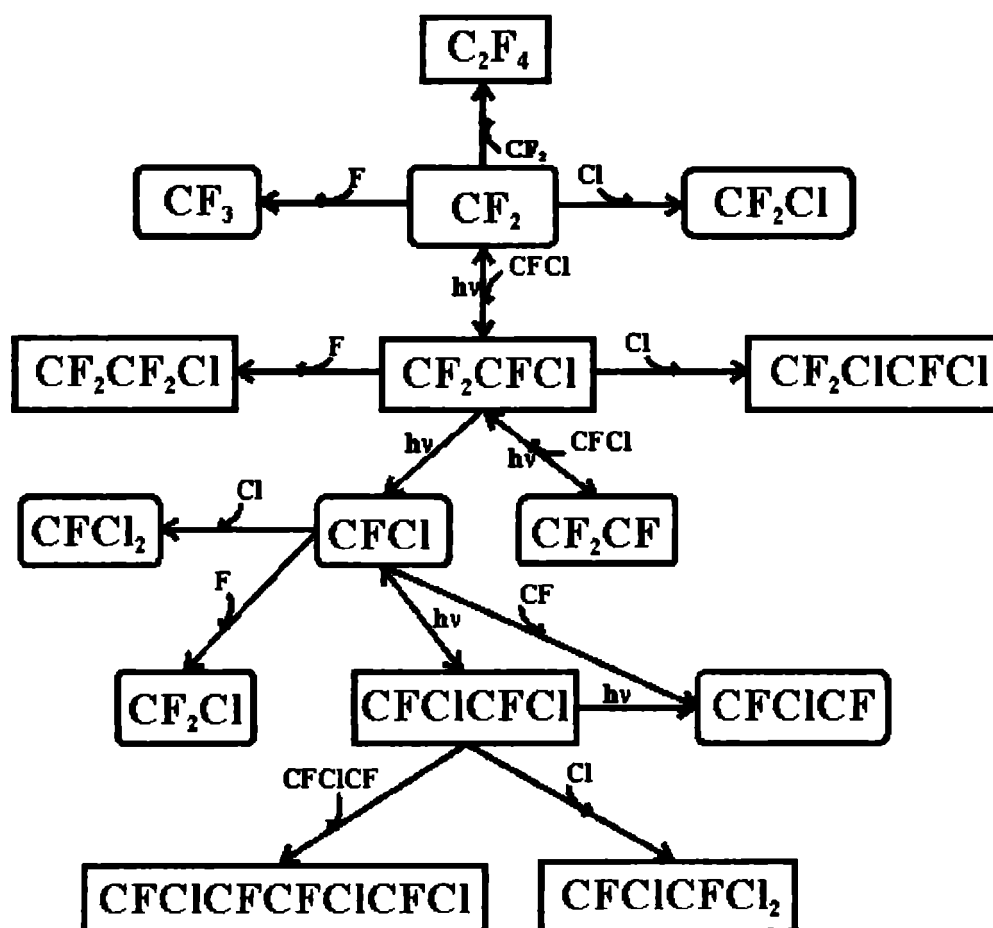 C₂F₄
CF₂
CF₃
F
CF₂
Cl
CF₂Cl
hν
CFCl
CF₂CF₂Cl
F
CF₂CFCl
Cl
CF₂ClCFCl
hν
hν
CFCl
CFCl₂
Cl
CFCl
CF₂CF
F
hν
CF
CF₂Cl
CFClCFCl
hν
CFClCF
CFClCF
Cl
CFClCFCFClCFCl
CFClCFCl₂